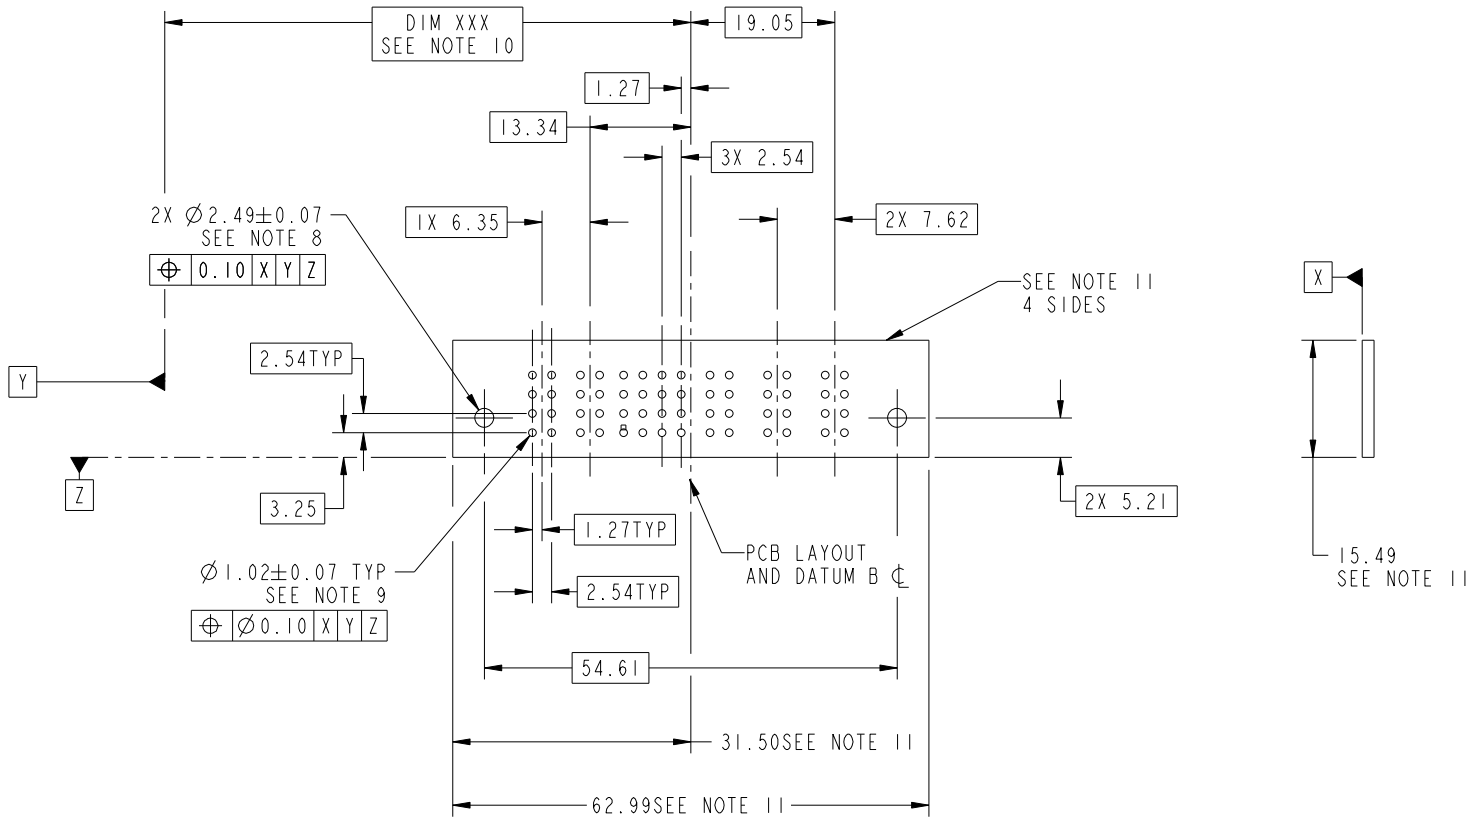 DIM XXX
SEE NOTE 10
19.05
1.27
13.34
3X 2.54
2X Ø2.49±0.07
SEE NOTE 8
⌖ 0.10 X Y Z
1X 6.35
2X 7.62
SEE NOTE 11
4 SIDES
X
2.54TYP
Y
Z
3.25
2X 5.21
1.27TYP
PCB LAYOUT
AND DATUM B ℄
15.49
SEE NOTE 11
Ø1.02±0.07 TYP
SEE NOTE 9
⌖ Ø0.10 X Y Z
2.54TYP
54.61
31.50SEE NOTE 11
62.99SEE NOTE 11